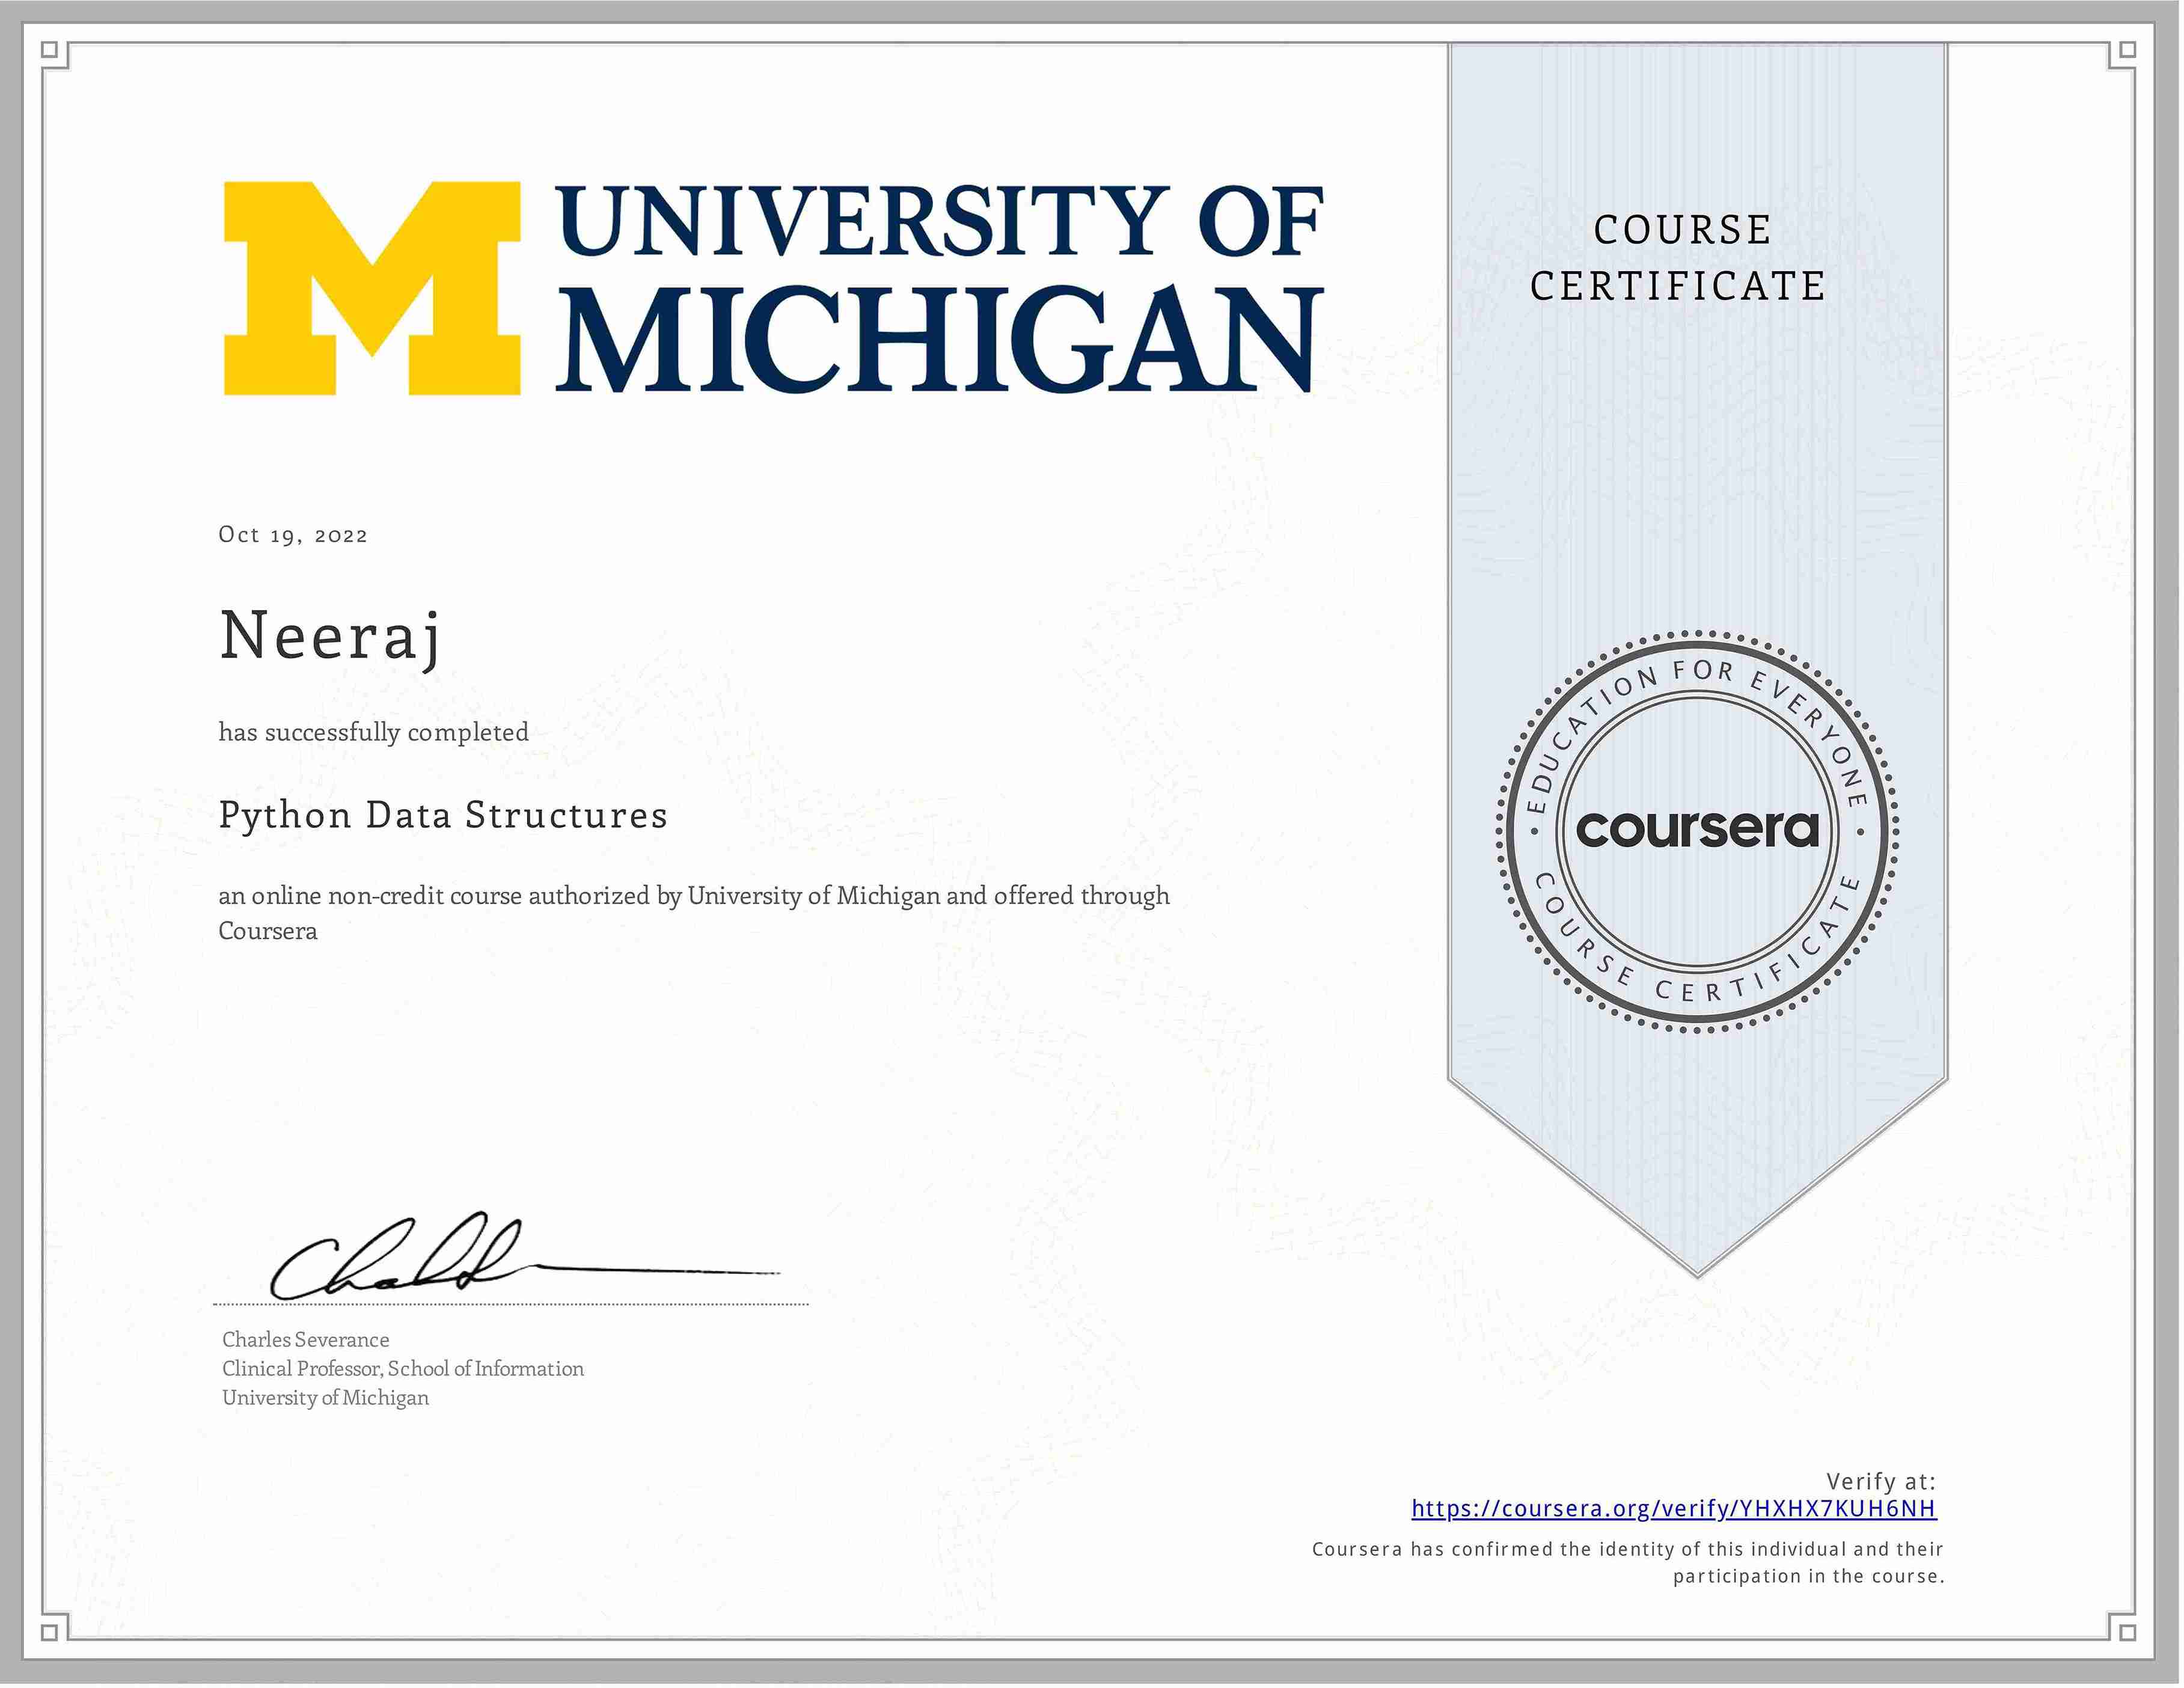 M UNIVERSITY OF
MICHIGAN
COURSE
CERTIFICATE
Oct 19, 2022
Neeraj
has successfully completed
Python Data Structures
an online non-credit course authorized by University of Michigan and offered through
Coursera
EDUCATION FOR EVERYONE
coursera
COURSE CERTIFICATE
Charles Severance
Clinical Professor, School of Information
University of Michigan
Verify at:
https://coursera.org/verify/YHXHX7KUH6NH
Coursera has confirmed the identity of this individual and their
participation in the course.